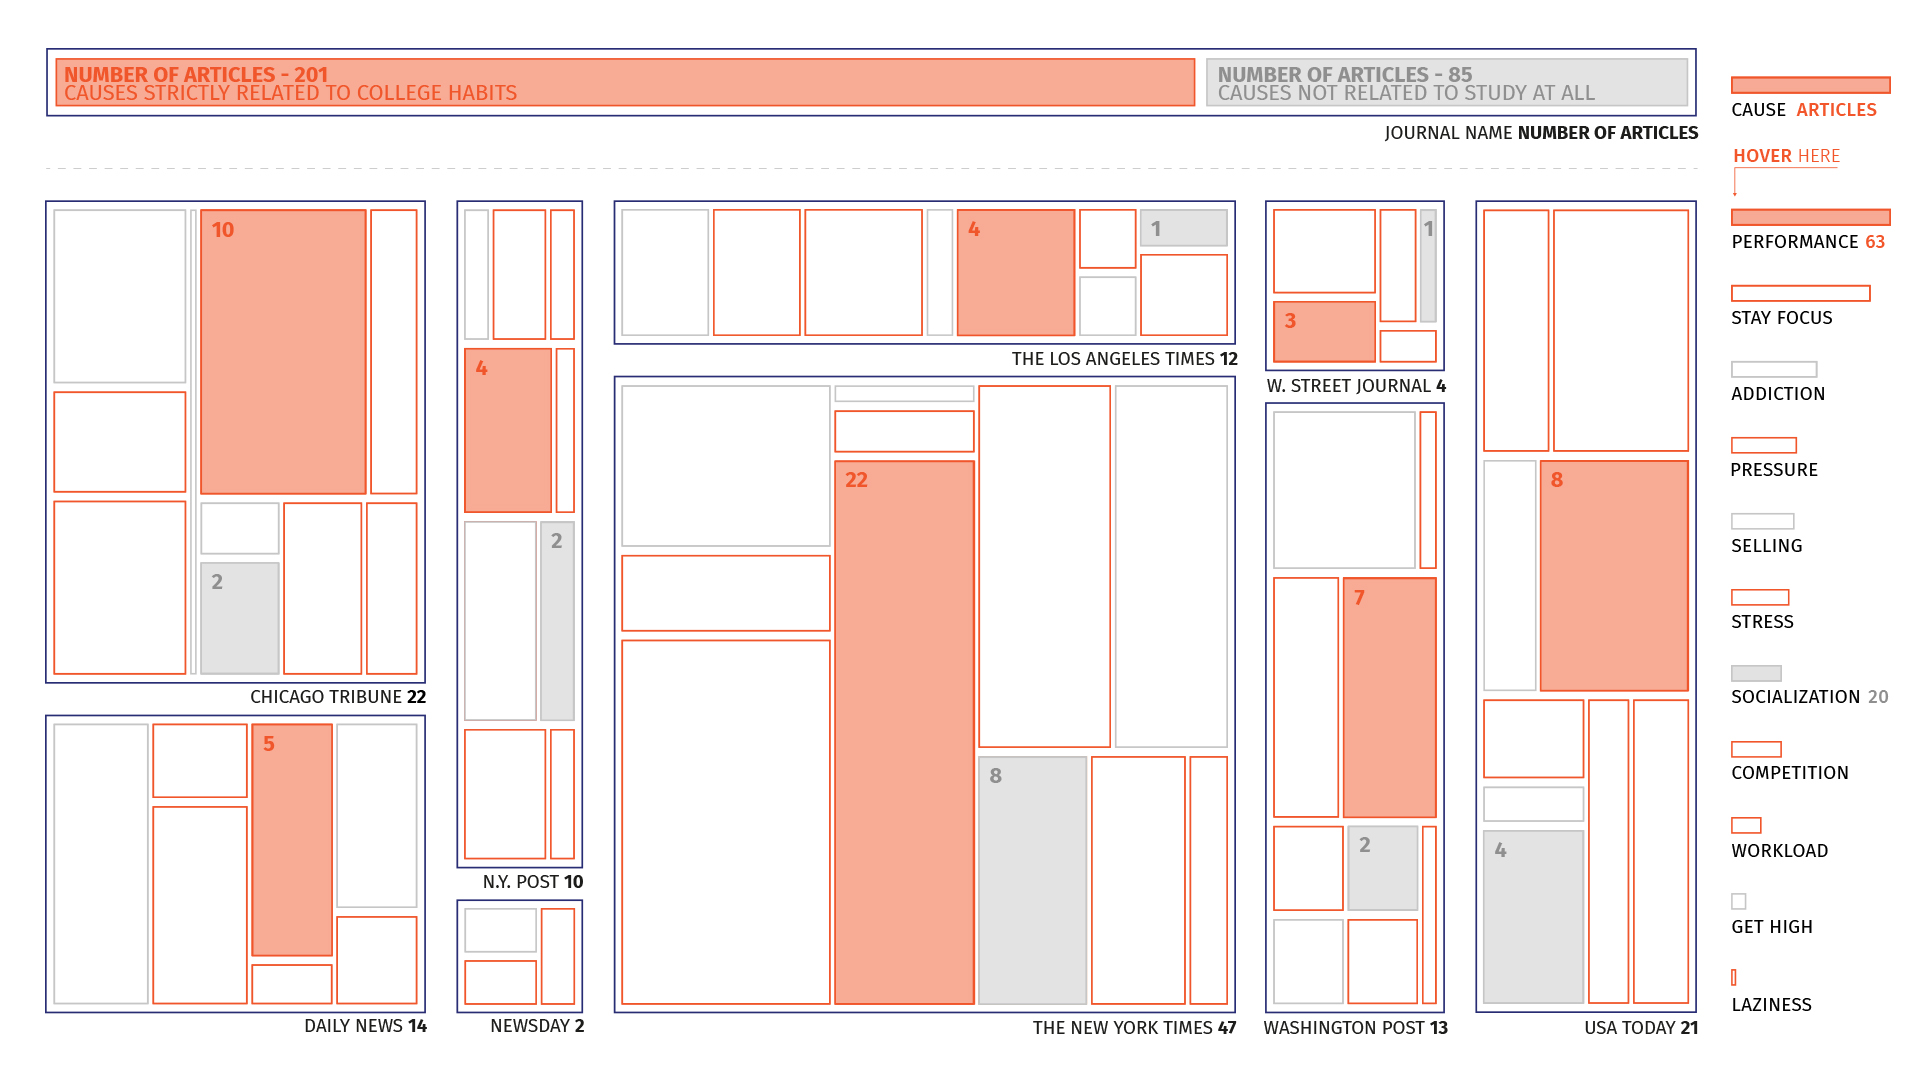 NUMBER OF ARTICLES - 201
CAUSES STRICTLY RELATED TO COLLEGE HABITS
NUMBER OF ARTICLES - 85
CAUSES NOT RELATED TO STUDY AT ALL
JOURNAL NAME NUMBER OF ARTICLES
10
2
CHICAGO TRIBUNE 22
5
DAILY NEWS 14
4
2
N.Y. POST 10
NEWSDAY 2
4
1
THE LOS ANGELES TIMES 12
22
8
THE NEW YORK TIMES 47
1
3
W. STREET JOURNAL 4
7
2
WASHINGTON POST 13
8
4
USA TODAY 21
CAUSE ARTICLES
HOVER HERE
PERFORMANCE 63
STAY FOCUS
ADDICTION
PRESSURE
SELLING
STRESS
SOCIALIZATION 20
COMPETITION
WORKLOAD
GET HIGH
LAZINESS